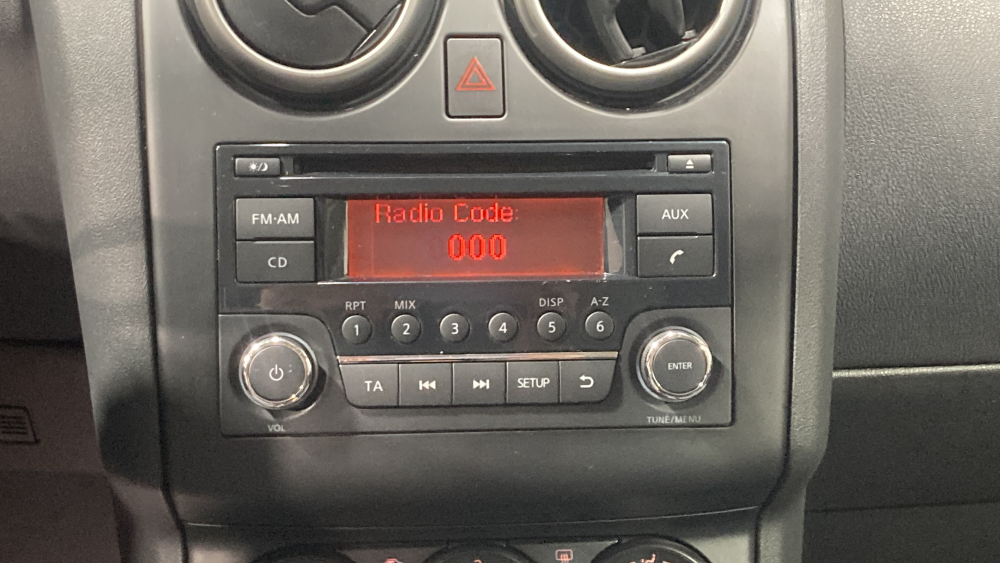 FM·AM
CD
Radio Code:
000
AUX
RPT
MIX
DISP
A-Z
1
2
3
4
5
6
TA
SETUP
ENTER
VOL
TUNE/MENU